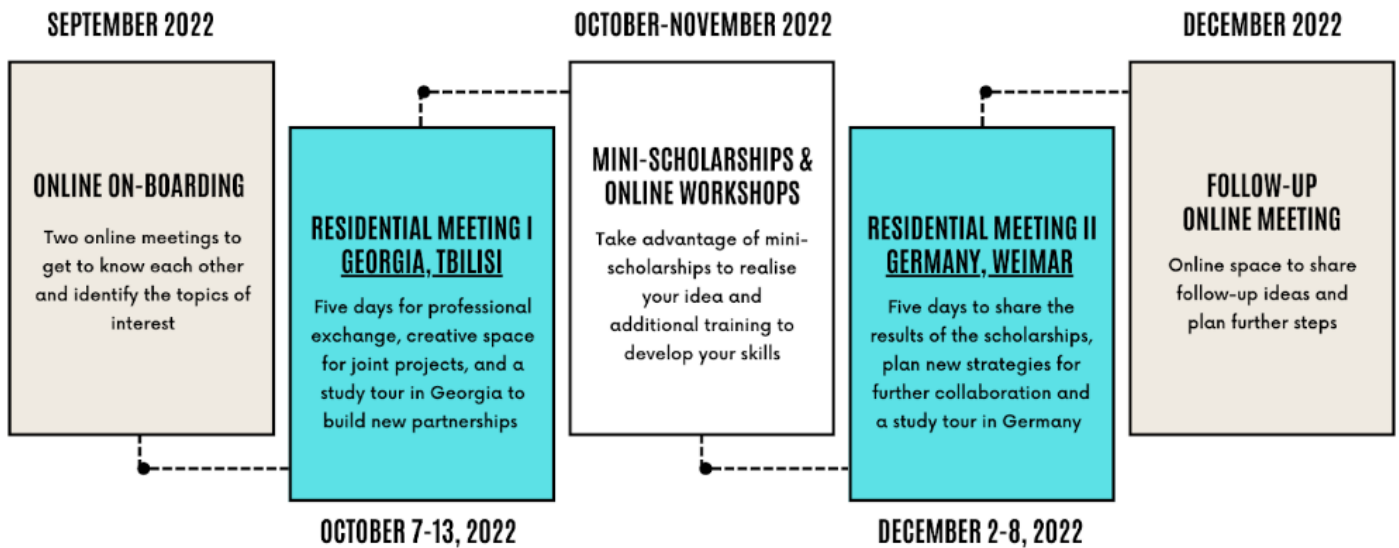 SEPTEMBER 2022
ONLINE ON-BOARDING
Two online meetings to
get to know each other
and identify the topics of
interest
RESIDENTIAL MEETING I
GEORGIA, TBILISI
Five days for professional
exchange, creative space
for joint projects, and a
study tour in Georgia to
build new partnerships
OCTOBER 7-13, 2022
OCTOBER-NOVEMBER 2022
MINI-SCHOLARSHIPS &
ONLINE WORKSHOPS
Take advantage of mini-
scholarships to realise
your idea and
additional training to
develop your skills
RESIDENTIAL MEETING II
GERMANY, WEIMAR
Five days to share the
results of the scholarships,
plan new strategies for
further collaboration and
a study tour in Germany
DECEMBER 2-8, 2022
DECEMBER 2022
FOLLOW-UP
ONLINE MEETING
Online space to share
follow-up ideas and
plan further steps